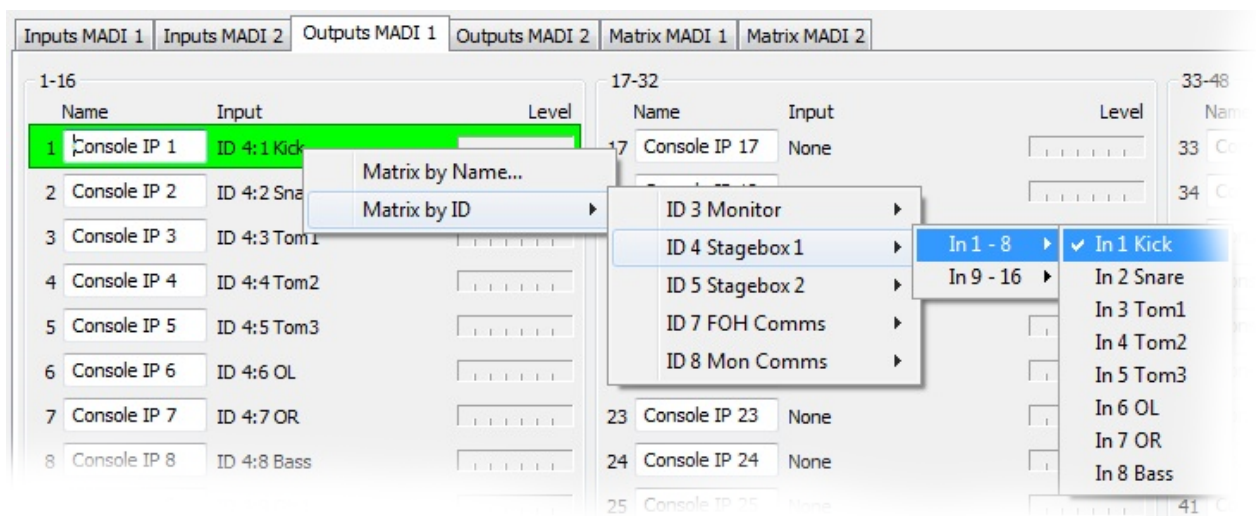 Inputs MADI 1 Inputs MADI 2 Outputs MADI 1 Outputs MADI 2 Matrix MADI 1 Matrix MADI 2
1-16 17-32 33-48
Name Input Level Name Input Level
1 Console IP 1 ID 4:1 Kick 17 Console IP 17 None 33
Matrix by Name...
2 Console IP 2 ID 4:2 Sna 34
Matrix by ID
ID 3 Monitor
3 Console IP 3 ID 4:3 Tom1
ID 4 Stagebox 1
In 1 - 8
In 1 Kick
4 Console IP 4 ID 4:4 Tom2
ID 5 Stagebox 2
In 9 - 16
In 2 Snare
In 3 Tom1
5 Console IP 5 ID 4:5 Tom3
ID 7 FOH Comms
In 4 Tom2
6 Console IP 6 ID 4:6 OL
ID 8 Mon Comms
In 5 Tom3
7 Console IP 7 ID 4:7 OR 23 Console IP 23 None
In 6 OL
In 7 OR
8 Console IP 8 ID 4:8 Bass 24 Console IP 24 None
In 8 Bass
25 Console IP 25 None 41